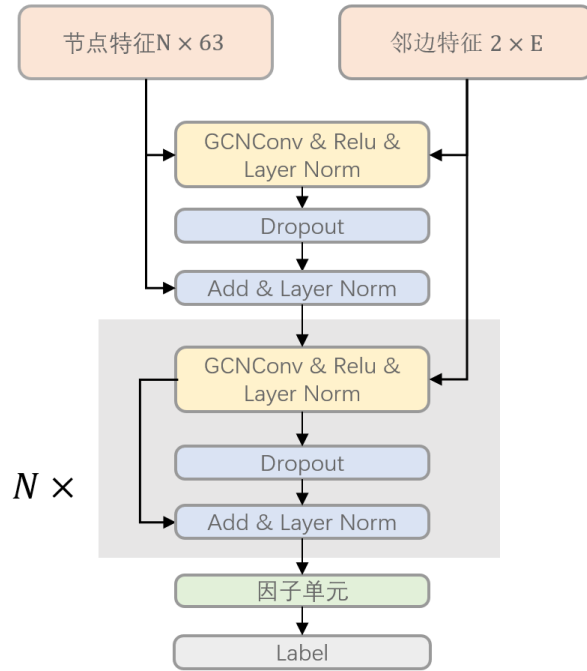 节点特征N × 63
邻边特征 2 × E
GCNConv & Relu &
Layer Norm
Dropout
Add & Layer Norm
GCNConv & Relu &
Layer Norm
N ×
Dropout
Add & Layer Norm
因子单元
Label